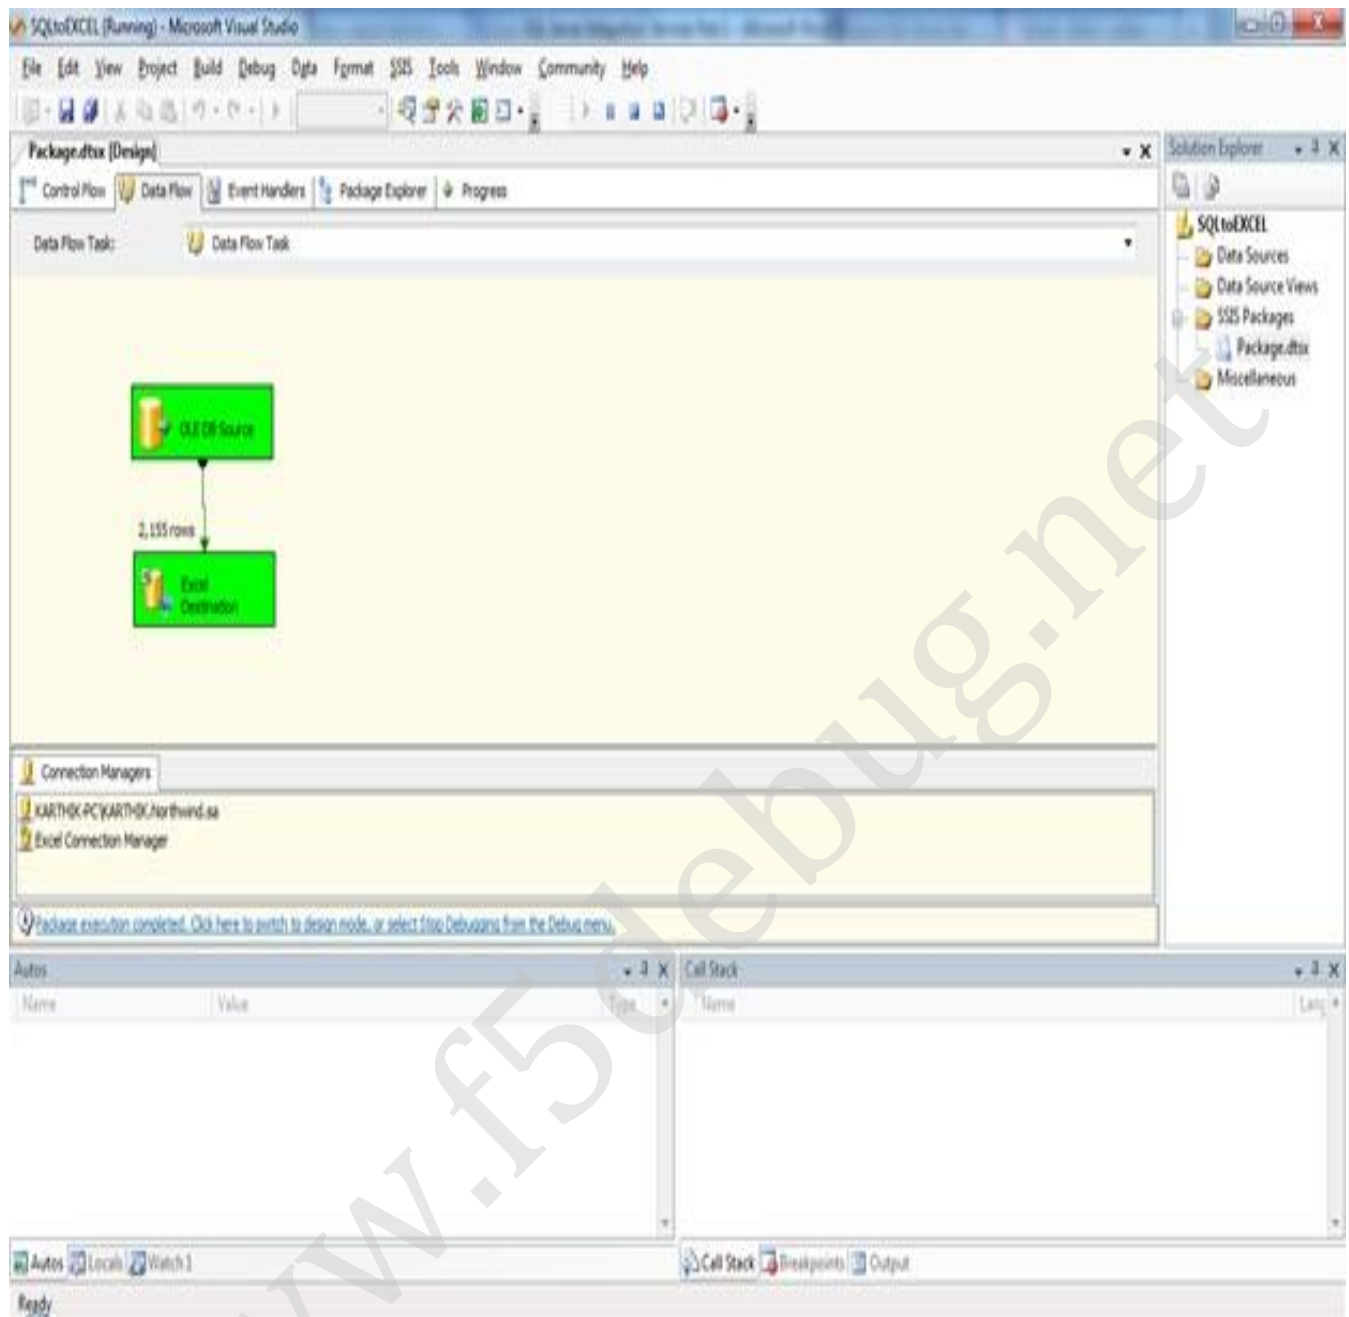 SQLtoEXCEL (Running) - Microsoft Visual Studio
File Edit View Project Build Debug Data Format SSIS Tools Window Community Help
Package.dtsx [Design]
Control Flow Data Flow Event Handlers Package Explorer Progress
Data Flow Task: Data Flow Task
OLE DB Source
2,155 rows
Excel
Destination
Connection Managers
KARTHIK-PC\KARTHIK.Northwind.sa
Excel Connection Manager
Package execution completed. Click here to switch to design mode, or select Stop Debugging from the Debug menu.
Solution Explorer
SQLtoEXCEL
Data Sources
Data Source Views
SSIS Packages
Package.dtsx
Miscellaneous
Autos
Name Value Type
Call Stack
Name Lang
Autos Locals Watch 1
Call Stack Breakpoints Output
Ready
w.f5debug.net